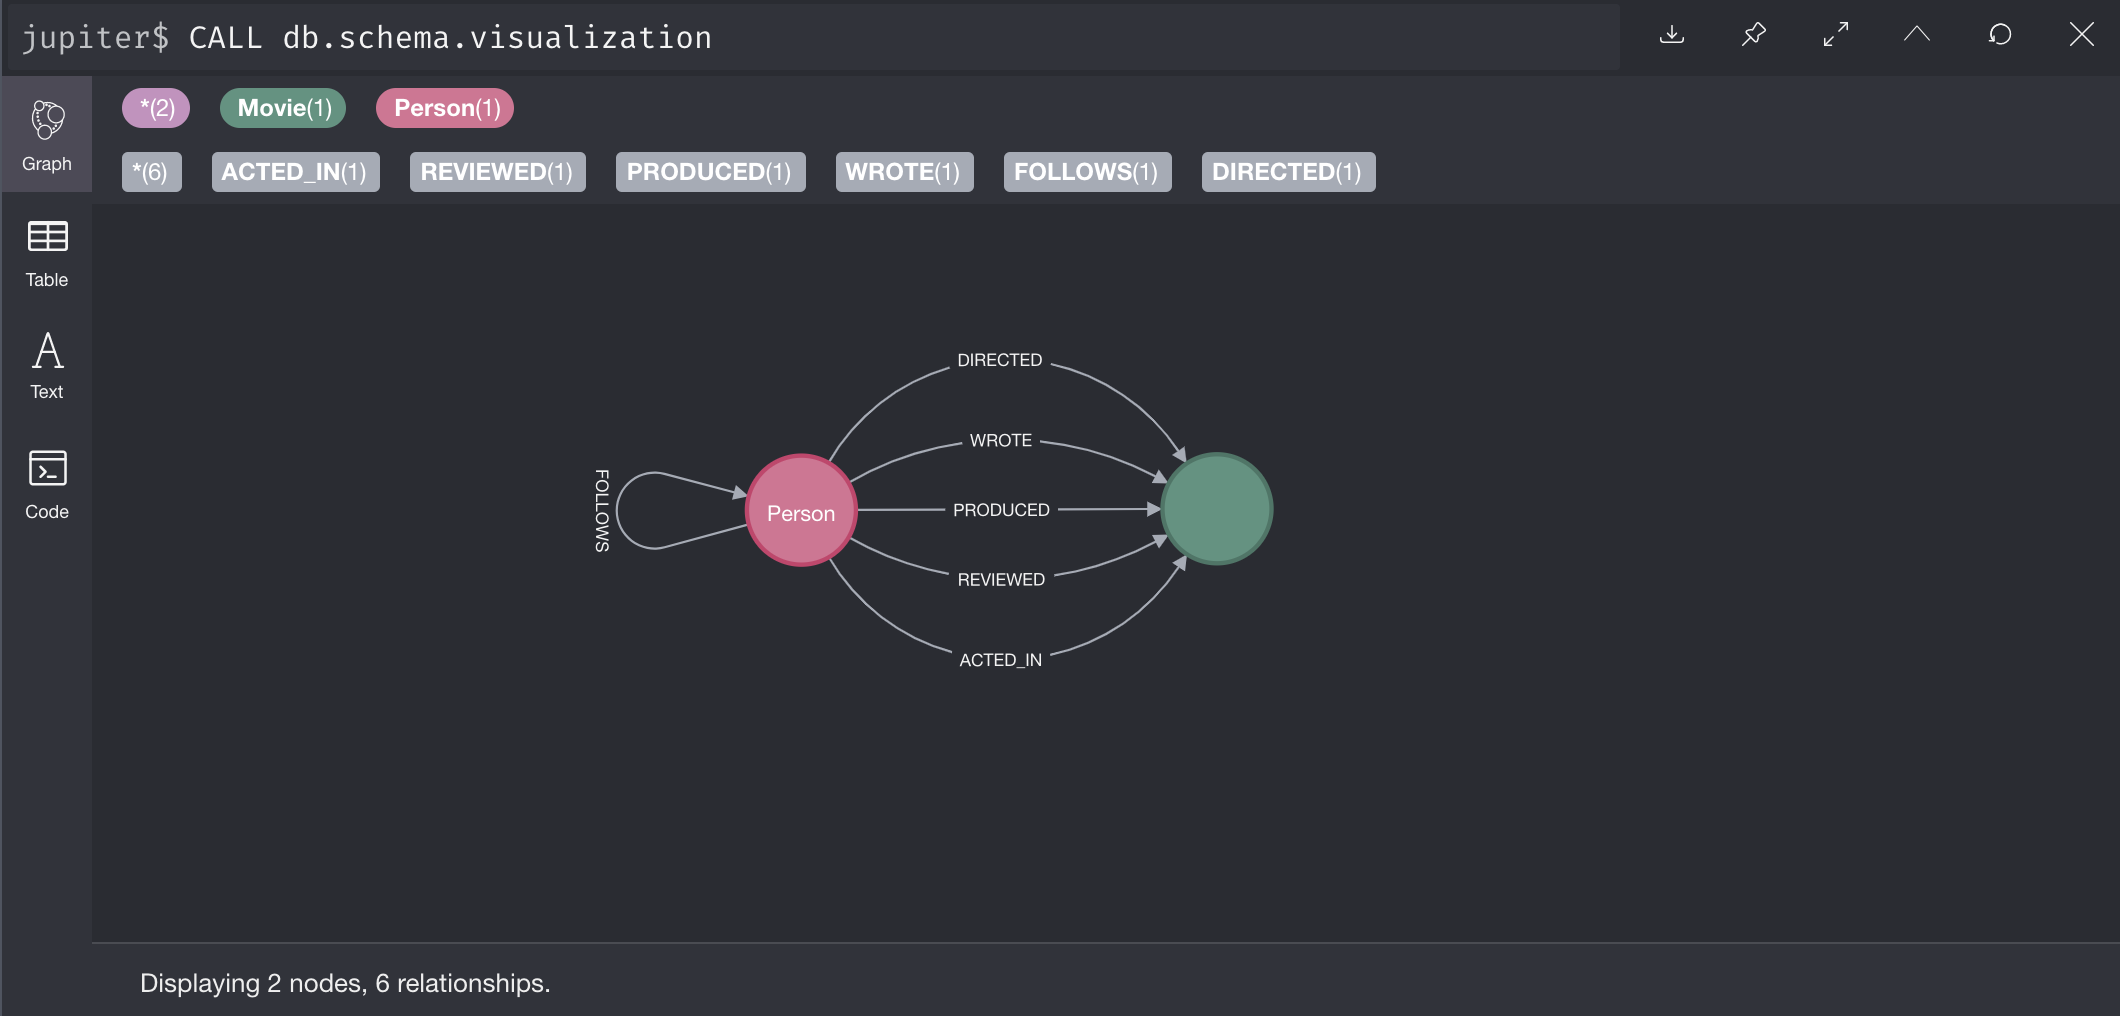 jupiter$ CALL db.schema.visualization
*(2) Movie(1) Person(1)
*(6) ACTED_IN(1) REVIEWED(1) PRODUCED(1) WROTE(1) FOLLOWS(1) DIRECTED(1)
Graph
Table
Text
Code
DIRECTED
WROTE
FOLLOWS
Person
PRODUCED
REVIEWED
ACTED_IN
Displaying 2 nodes, 6 relationships.